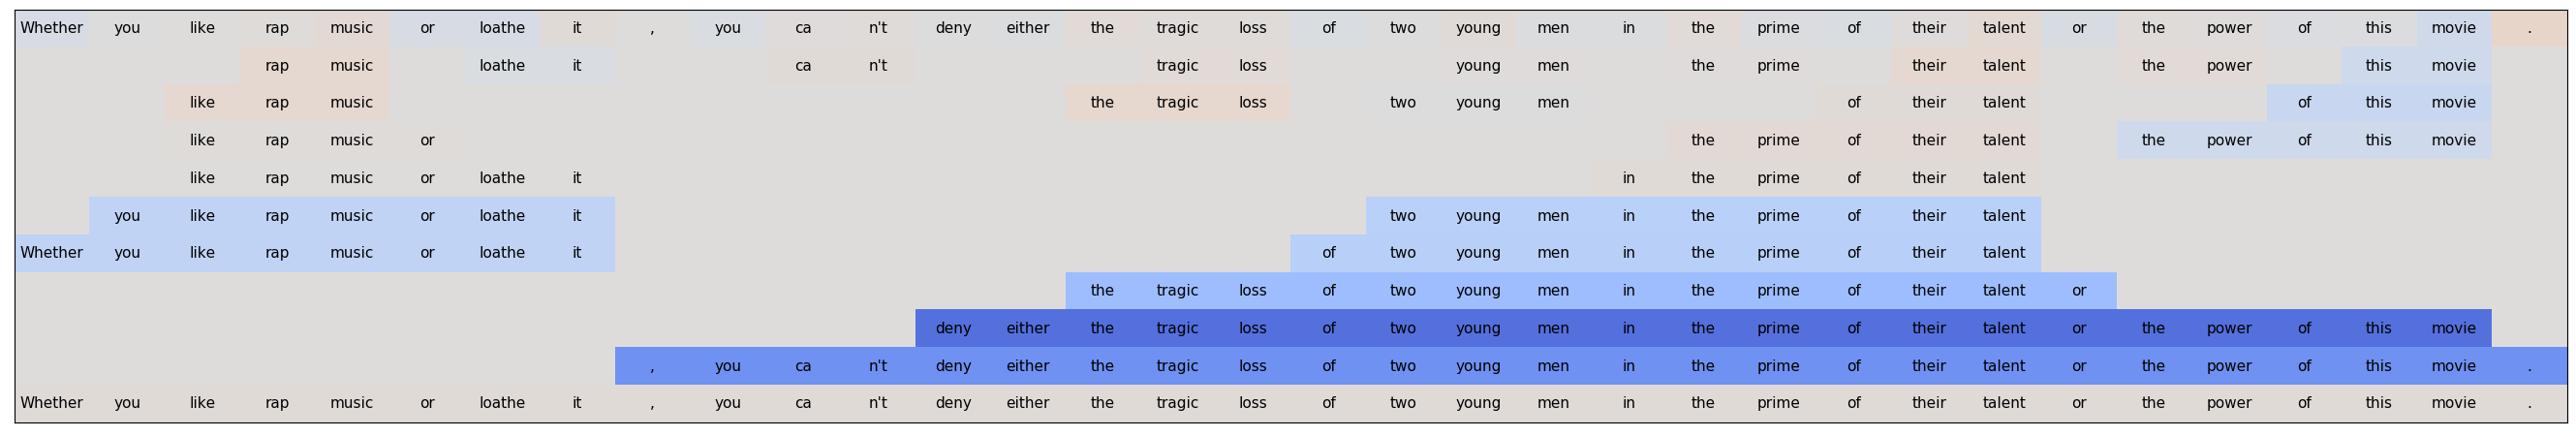 Whether you like rap music or loathe it , you ca n't deny either the tragic loss of two young men in the prime of their talent or the power of this movie .
rap music loathe it ca n't tragic loss young men the prime their talent the power this movie
like rap music the tragic loss two young men of their talent of this movie
like rap music or the prime of their talent the power of this movie
like rap music or loathe it in the prime of their talent
you like rap music or loathe it two young men in the prime of their talent
Whether you like rap music or loathe it of two young men in the prime of their talent
the tragic loss of two young men in the prime of their talent or
deny either the tragic loss of two young men in the prime of their talent or the power of this movie
, you ca n't deny either the tragic loss of two young men in the prime of their talent or the power of this movie .
Whether you like rap music or loathe it , you ca n't deny either the tragic loss of two young men in the prime of their talent or the power of this movie .